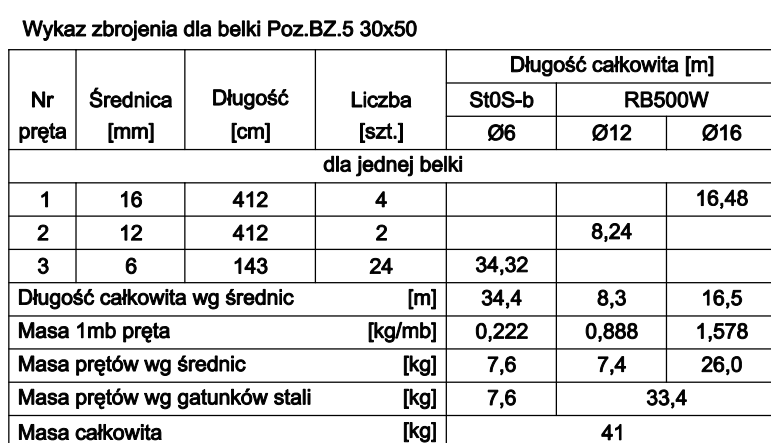 Wykaz zbrojenia dla belki Poz.BZ.5 30x50
Długość całkowita [m]
Nr Średnica Długość Liczba St0S-b RB500W
pręta [mm] [cm] [szt.] Ø6 Ø12 Ø16
dla jednej belki
1 16 412 4 16,48
2 12 412 2 8,24
3 6 143 24 34,32
Długość całkowita wg średnic [m] 34,4 8,3 16,5
Masa 1mb pręta [kg/mb] 0,222 0,888 1,578
Masa prętów wg średnic [kg] 7,6 7,4 26,0
Masa prętów wg gatunków stali [kg] 7,6 33,4
Masa całkowita [kg] 41